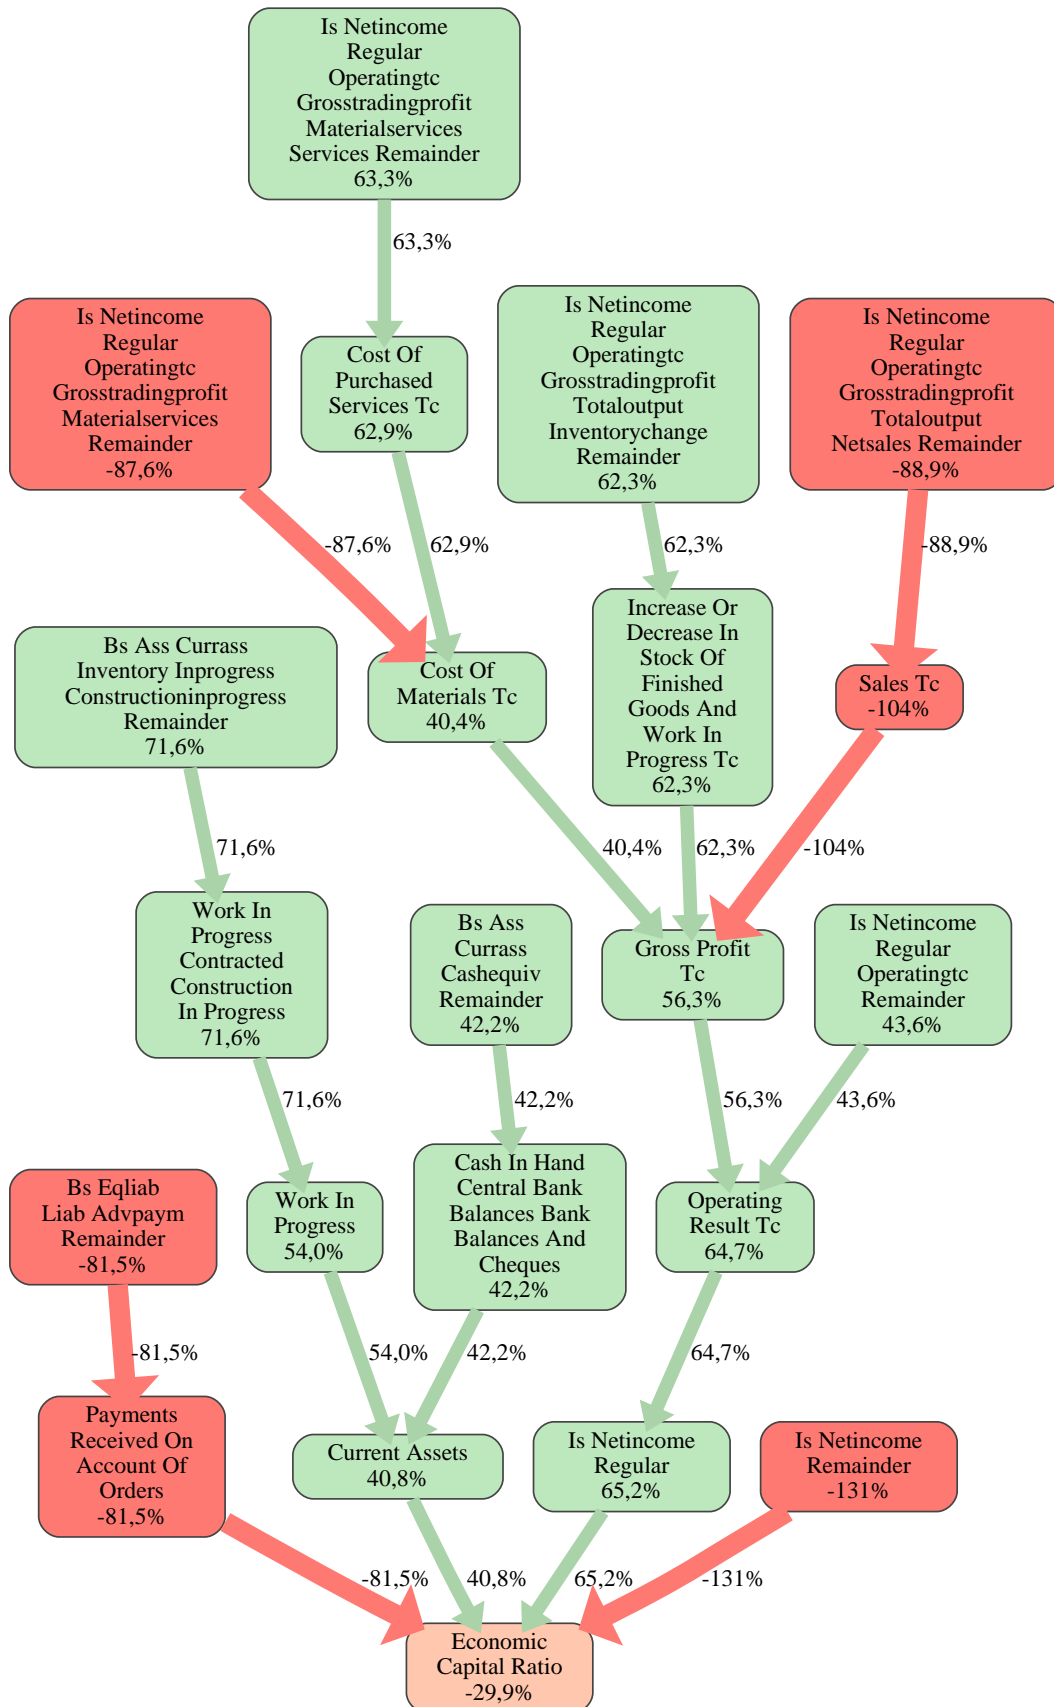 Is Netincome
Regular
Operatingtc
Grosstradingprofit
Materialservices
Services Remainder
63,3%
63,3%
Is Netincome
Regular
Operatingtc
Grosstradingprofit
Materialservices
Remainder
-87,6%
Cost Of
Purchased
Services Tc
62,9%
Is Netincome
Regular
Operatingtc
Grosstradingprofit
Totaloutput
Inventorychange
Remainder
62,3%
Is Netincome
Regular
Operatingtc
Grosstradingprofit
Totaloutput
Netsales Remainder
-88,9%
-87,6%
62,9%
62,3%
-88,9%
Bs Ass Currass
Inventory Inprogress
Constructioninprogress
Remainder
71,6%
Cost Of
Materials Tc
40,4%
Increase Or
Decrease In
Stock Of
Finished
Goods And
Work In
Progress Tc
62,3%
Sales Tc
-104%
71,6%
40,4%
62,3%
-104%
Work In
Progress
Contracted
Construction
In Progress
71,6%
Bs Ass
Currass
Cashequiv
Remainder
42,2%
Gross Profit
Tc
56,3%
Is Netincome
Regular
Operatingtc
Remainder
43,6%
71,6%
42,2%
56,3%
43,6%
Bs Eqliab
Liab Advpaym
Remainder
-81,5%
Work In
Progress
54,0%
Cash In Hand
Central Bank
Balances Bank
Balances And
Cheques
42,2%
Operating
Result Tc
64,7%
-81,5%
54,0%
42,2%
64,7%
Payments
Received On
Account Of
Orders
-81,5%
Current Assets
40,8%
Is Netincome
Regular
65,2%
Is Netincome
Remainder
-131%
-81,5%
40,8%
65,2%
-131%
Economic
Capital Ratio
-29,9%